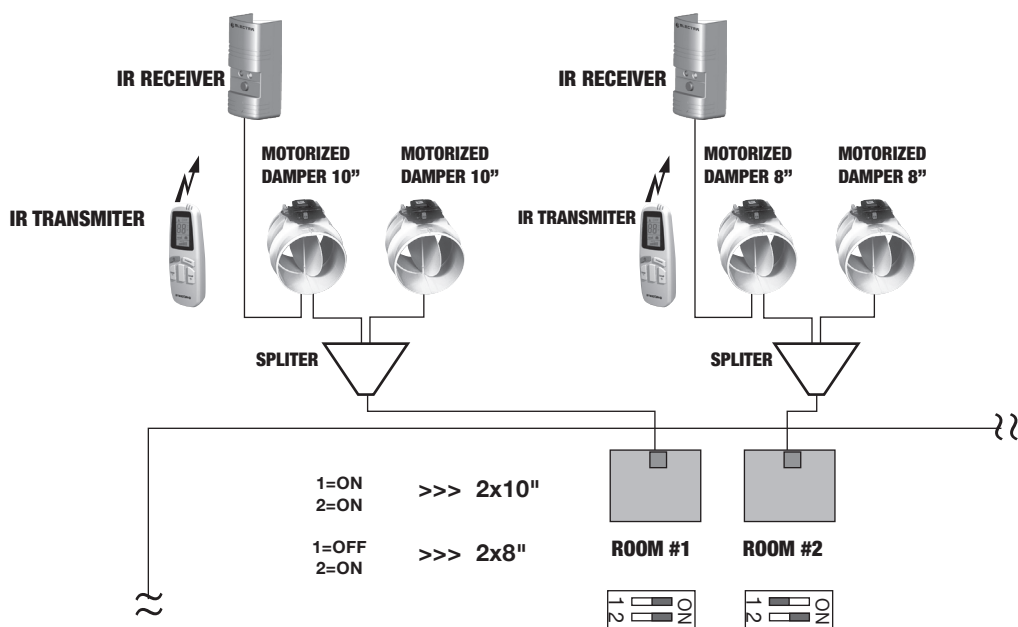 ELECTRA
ELECTRA
IR RECEIVER
IR RECEIVER
MOTORIZED
DAMPER 10”
MOTORIZED
DAMPER 10”
MOTORIZED
DAMPER 8”
MOTORIZED
DAMPER 8”
IR TRANSMITER
IR TRANSMITER
SPLITER
SPLITER
1=ON
2=ON
>>> 2x10"
1=OFF
2=ON
>>> 2x8"
ROOM #1
ROOM #2
1 2 ON
1 2 ON